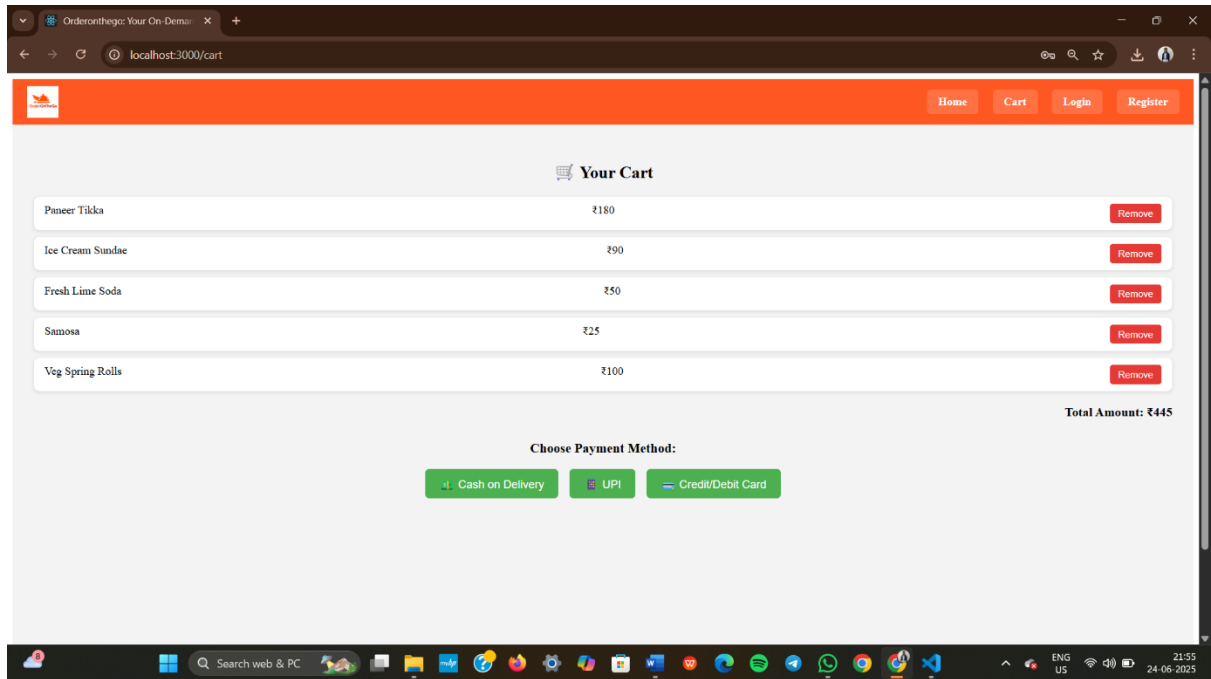 Orderonthego: Your On-Deman
localhost:3000/cart
Home Cart Login Register
Your Cart
Paneer Tikka ₹180 Remove
Ice Cream Sundae ₹90 Remove
Fresh Lime Soda ₹50 Remove
Samosa ₹25 Remove
Veg Spring Rolls ₹100 Remove
Total Amount: ₹445
Choose Payment Method:
Cash on Delivery UPI Credit/Debit Card
8 Search web & PC ENG 21:55
US 24-06-2025